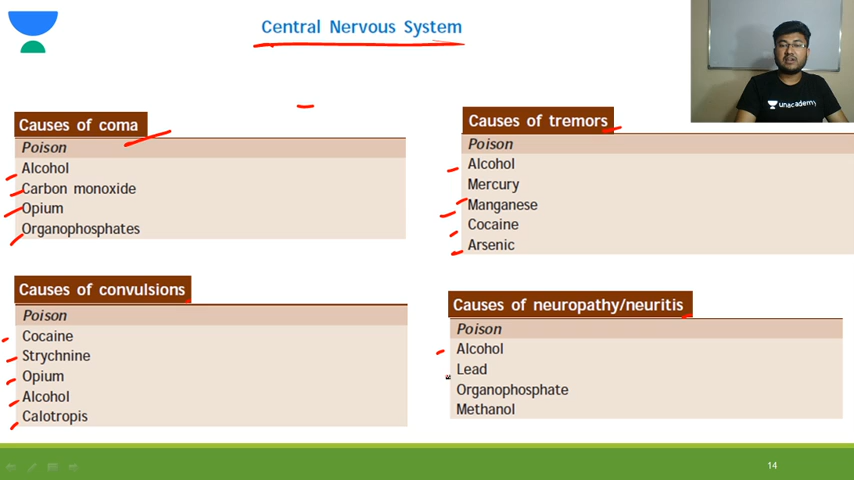 Central Nervous System
unacademy
Causes of coma
Poison
Alcohol
Carbon monoxide
Opium
Organophosphates
Causes of tremors
Poison
Alcohol
Mercury
Manganese
Cocaine
Arsenic
Causes of convulsions
Poison
Cocaine
Strychnine
Opium
Alcohol
Calotropis
Causes of neuropathy/neuritis
Poison
Alcohol
Lead
Organophosphate
Methanol
14